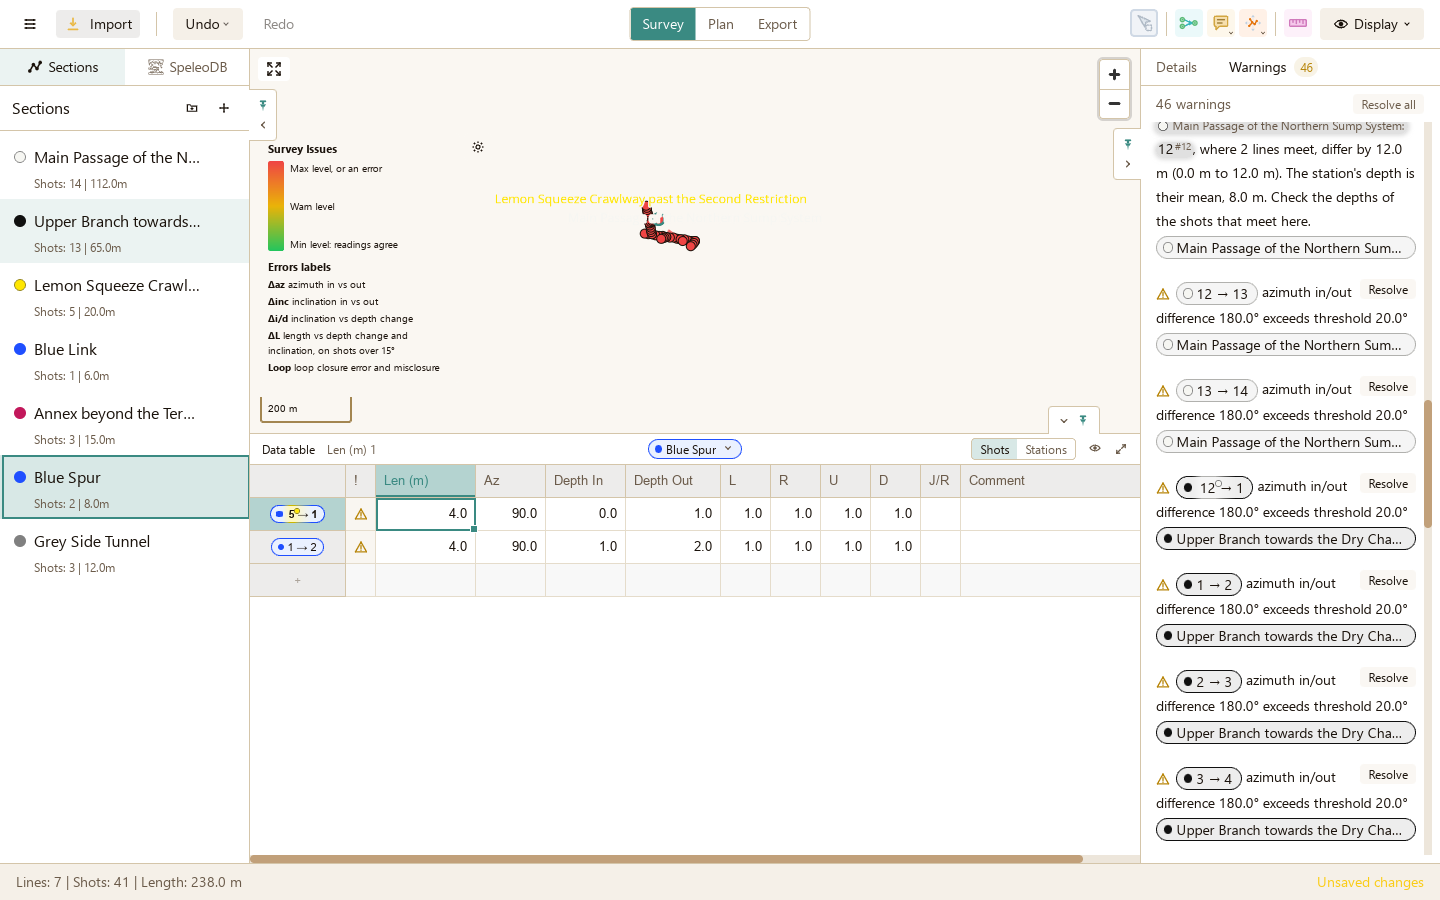 Import
Undo
Redo
Survey
Plan
Export
Display
Sections
SpeleoDB
Sections
Main Passage of the N...
Shots: 14 | 112.0m
Upper Branch towards...
Shots: 13 | 65.0m
Lemon Squeeze Crawl...
Shots: 5 | 20.0m
Blue Link
Shots: 1 | 6.0m
Annex beyond the Ter...
Shots: 3 | 15.0m
Blue Spur
Shots: 2 | 8.0m
Grey Side Tunnel
Shots: 3 | 12.0m
Survey Issues
Max level, or an error
Warn level
Min level: readings agree
Errors labels
Δaz azimuth in vs out
Δinc inclination in vs out
Δi/d inclination vs depth change
ΔL length vs depth change and
inclination, on shots over 15°
Loop loop closure error and misclosure
200 m
Lemon Squeeze Crawlway past the Second Restriction
Data table
Len (m) 1
Blue Spur
Shots
Stations
! Len (m) Az Depth In Depth Out L R U D J/R Comment
5 → 1 4.0 90.0 0.0 1.0 1.0 1.0 1.0 1.0
1 → 2 4.0 90.0 1.0 2.0 1.0 1.0 1.0 1.0
+
Details
Warnings 46
46 warnings
Resolve all
Main Passage of the Northern Sump System:
12#12, where 2 lines meet, differ by 12.0
m (0.0 m to 12.0 m). The station's depth is
their mean, 8.0 m. Check the depths of
the shots that meet here.
Main Passage of the Northern Sum...
12 → 13 azimuth in/out Resolve
difference 180.0° exceeds threshold 20.0°
Main Passage of the Northern Sum...
13 → 14 azimuth in/out Resolve
difference 180.0° exceeds threshold 20.0°
Main Passage of the Northern Sum...
12 → 1 azimuth in/out Resolve
difference 180.0° exceeds threshold 20.0°
Upper Branch towards the Dry Cha...
1 → 2 azimuth in/out Resolve
difference 180.0° exceeds threshold 20.0°
Upper Branch towards the Dry Cha...
2 → 3 azimuth in/out Resolve
difference 180.0° exceeds threshold 20.0°
Upper Branch towards the Dry Cha...
3 → 4 azimuth in/out Resolve
difference 180.0° exceeds threshold 20.0°
Upper Branch towards the Dry Cha...
Lines: 7 | Shots: 41 | Length: 238.0 m
Unsaved changes